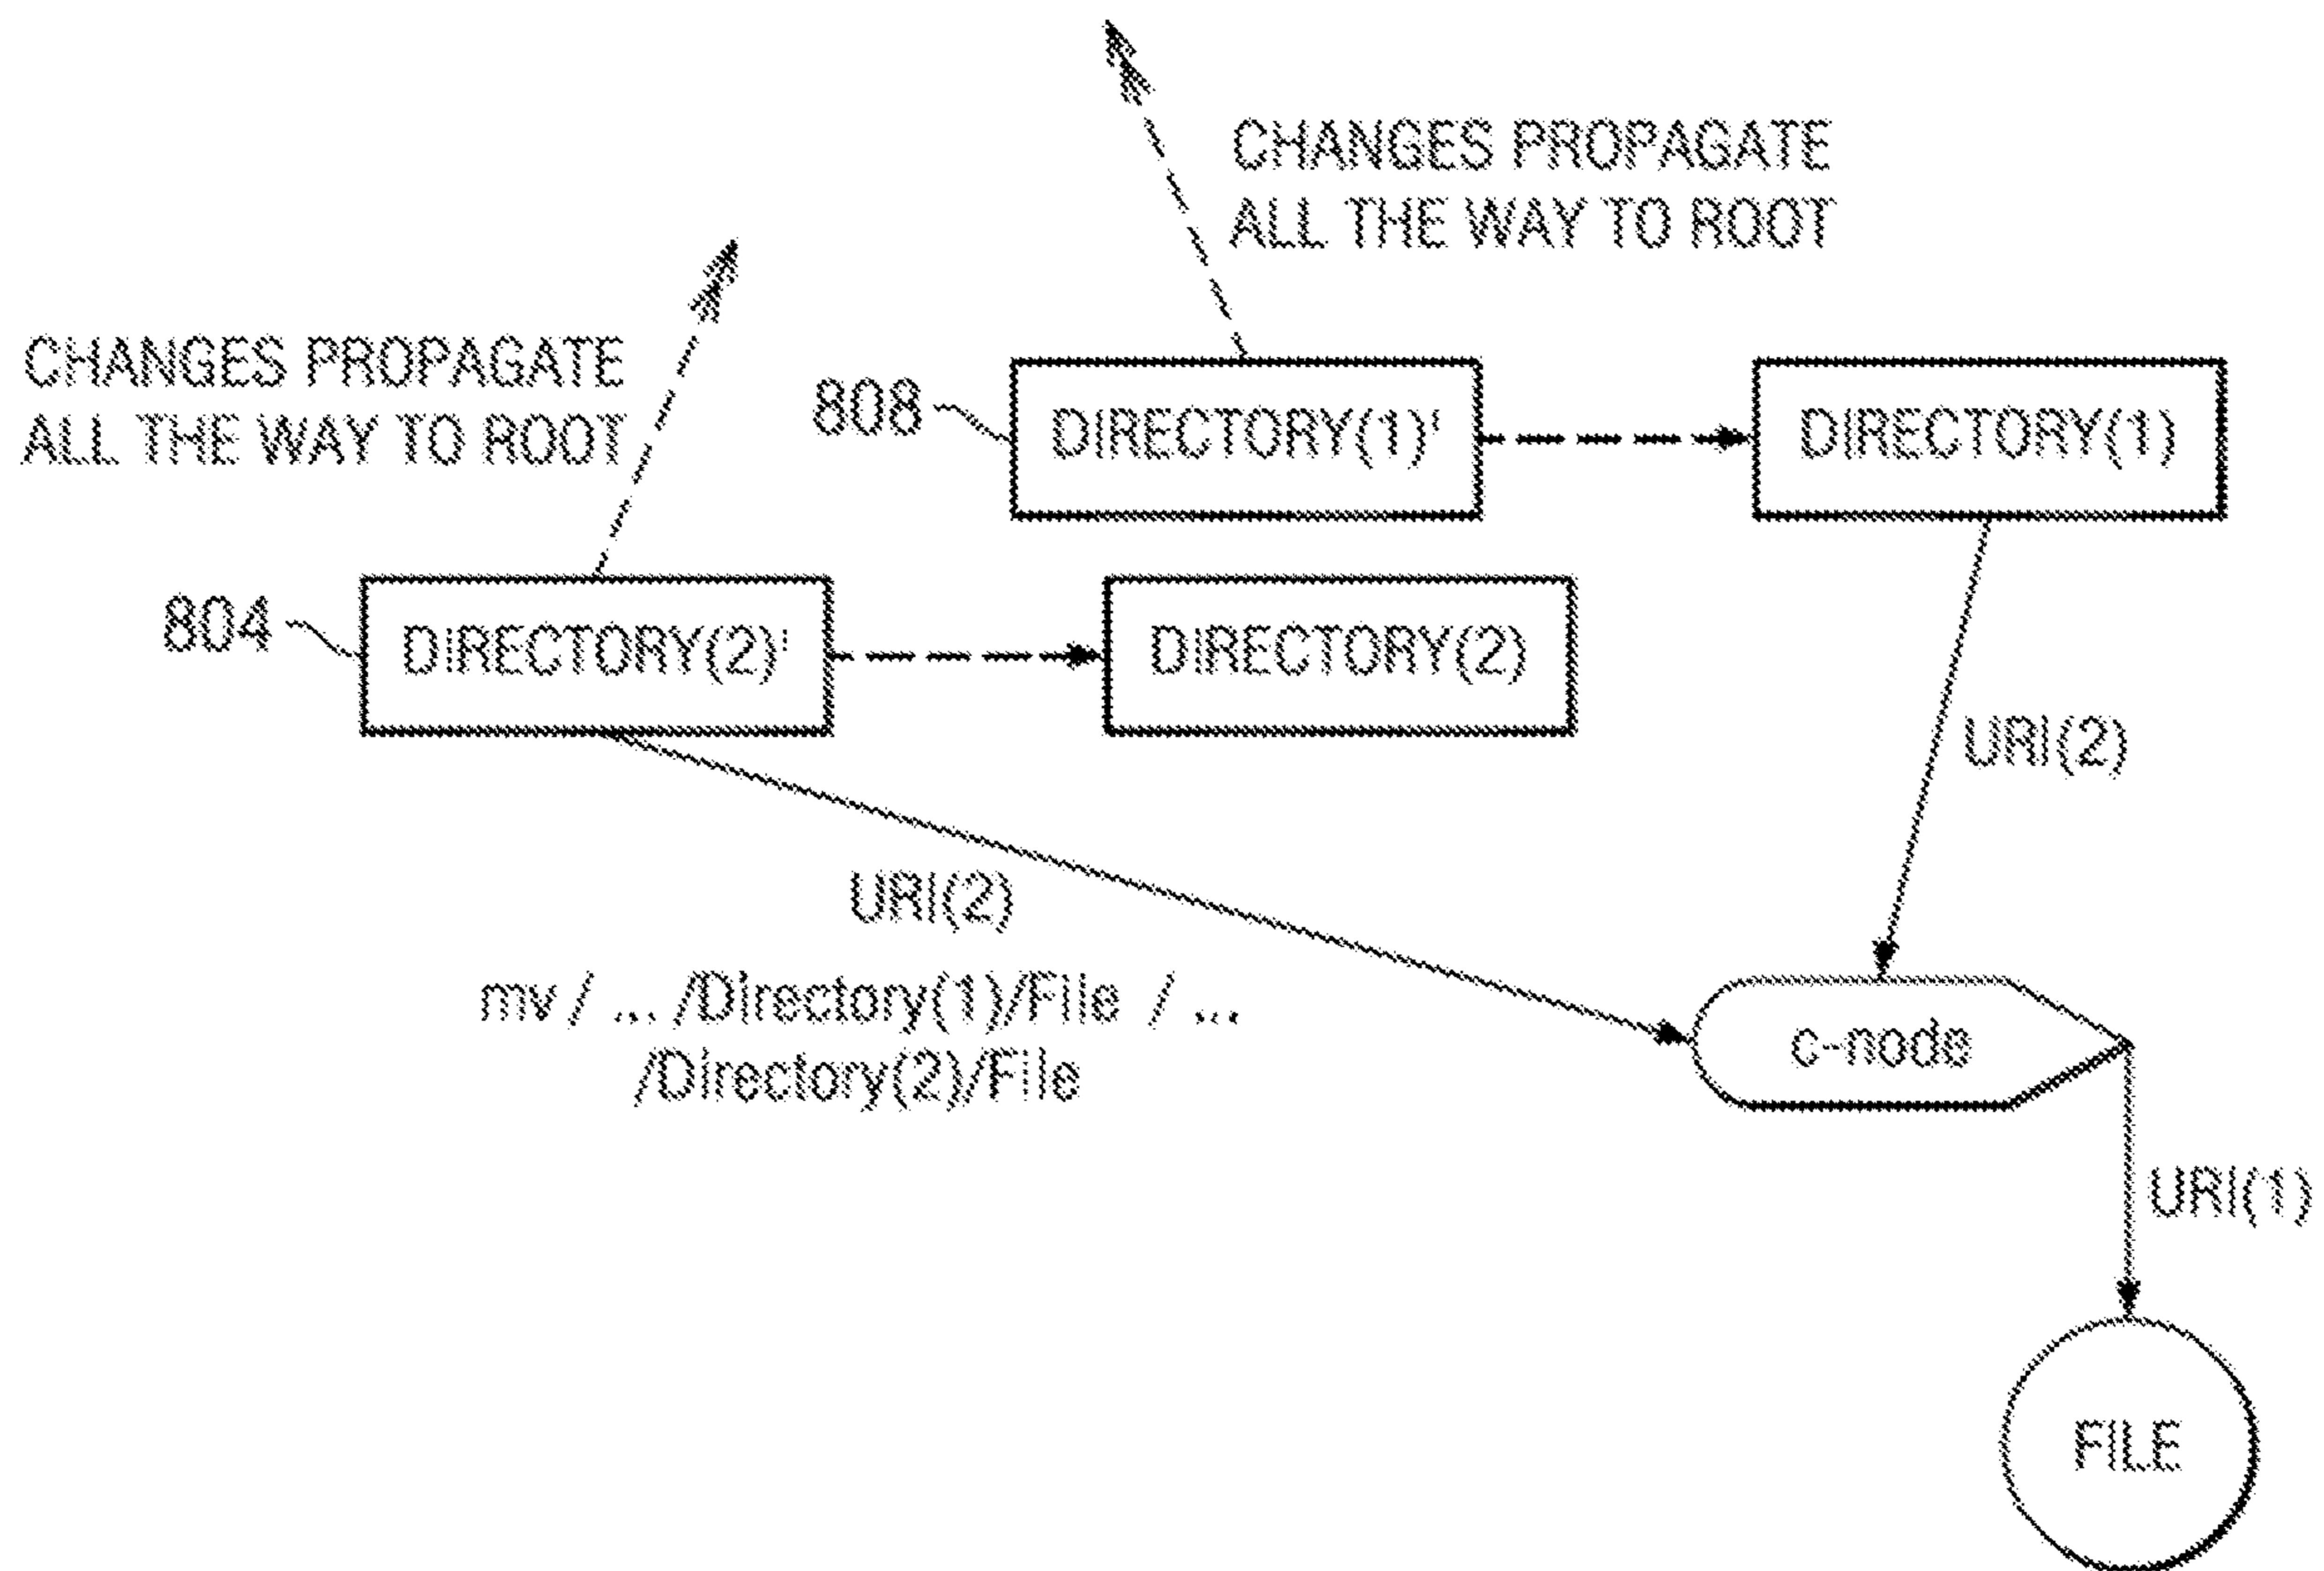 CHANGES PROPAGATE
ALL THE WAY TO ROOT
CHANGES PROPAGATE
ALL THE WAY TO ROOT
808
DIRECTORY(1)'
DIRECTORY(1)
804
DIRECTORY(2)'
DIRECTORY(2)
URI(2)
URI(2)
mv / ... /Directory(1)/File / ...
/Directory(2)/File
c-node
URI(1)
FILE